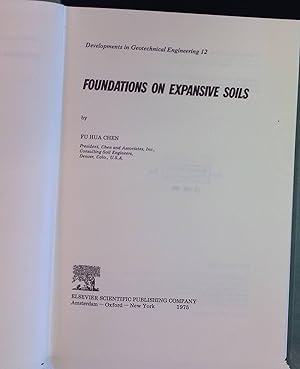 Developments in Geotechnical Engineering 12
FOUNDATIONS ON EXPANSIVE SOILS
by
FU HUA CHEN
President, Chen and Associates, Inc.,
Consulting Soil Engineers,
Denver, Colo., U.S.A.
ELSEVIER SCIENTIFIC PUBLISHING COMPANY
Amsterdam — Oxford — New York 1975